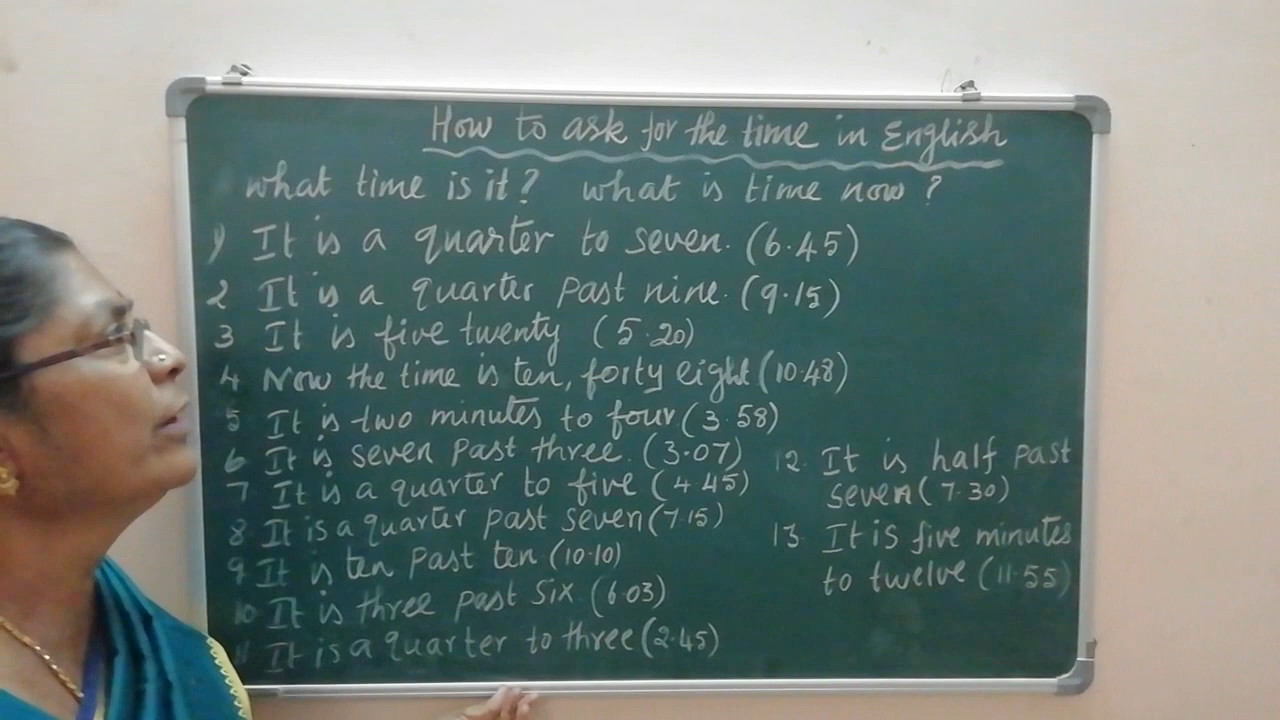 How to ask for the time in English
what time is it? what is time now?
1) It is a quarter to seven. (6.45)
2 It is a quarter past nine. (9.15)
3 It is five twenty (5.20)
4 Now the time is ten, forty eight (10.48)
5 It is two minutes to four (3.58)
6 It is seven past three. (3.07)
7 It is a quarter to five (4.45)
8 It is a quarter past seven (7.15)
9 It is ten past ten (10.10)
10 It is three past six (6.03)
11 It is a quarter to three (2.45)
12. It is half past
seven (7.30)
13 It is five minutes
to twelve (11.55)